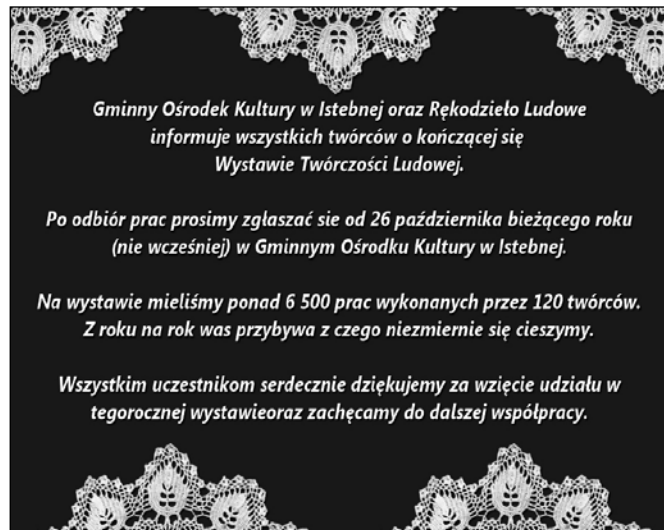 Gminny Ośrodek Kultury w Istebnej oraz Rękodzieło Ludowe
informuje wszystkich twórców o kończącej się
Wystawie Twórczości Ludowej.
Po odbiór prac prosimy zgłaszać sie od 26 października bieżącego roku
(nie wcześniej) w Gminnym Ośrodku Kultury w Istebnej.
Na wystawie mieliśmy ponad 6 500 prac wykonanych przez 120 twórców.
Z roku na rok was przybywa z czego niezmiernie się cieszymy.
Wszystkim uczestnikom serdecznie dziękujemy za wzięcie udziału w
tegorocznej wystawieoraz zachęcamy do dalszej współpracy.